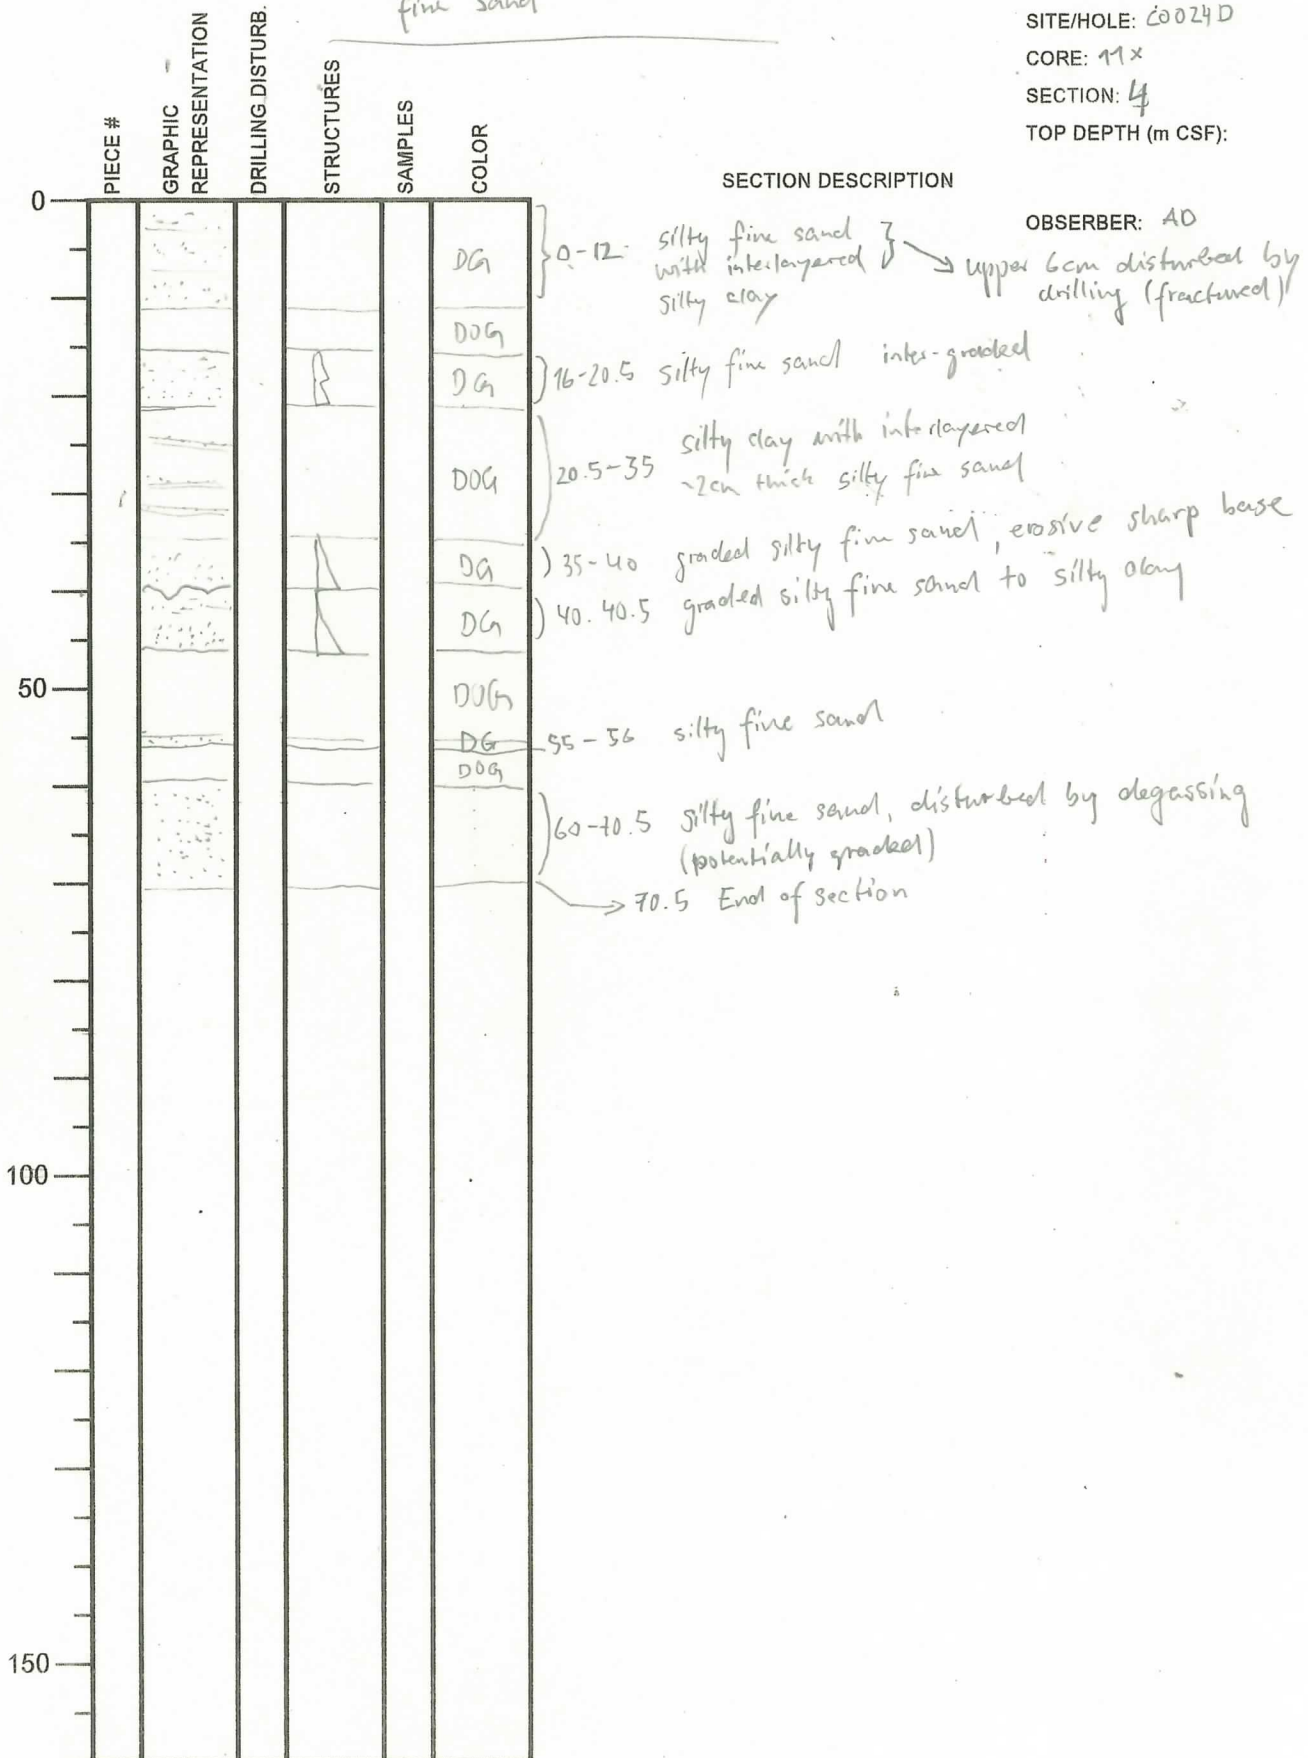 fine sand
SITE/HOLE: C0024D
CORE: 11x
SECTION: 4
TOP DEPTH (m CSF):
PIECE #
GRAPHIC
REPRESENTATION
DRILLING DISTURB.
STRUCTURES
SAMPLES
COLOR
SECTION DESCRIPTION
OBSERBER: AD
0
DG
0-12
silty fine sand
with interlayered
silty clay
upper 6cm disturbed by
drilling (fractured)
DOG
DG
16-20.5 silty fine sand inter-graded
DOG
20.5-35
silty clay with interlayered
~2cm thick silty fine sand
DG
35-40 graded silty fine sand, erosive sharp base
DG
40.40.5 graded silty fine sand to silty clay
50
DOG
DG
55-56 silty fine sand
DOG
60-70.5 silty fine sand, disturbed by degassing
(potentially graded)
70.5 End of section
100
150